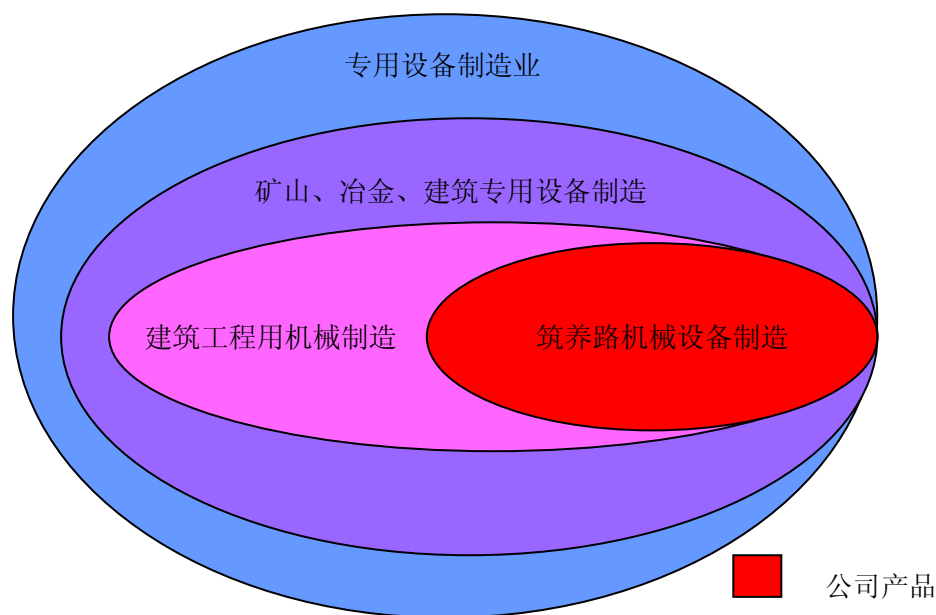 专用设备制造业
矿山、冶金、建筑专用设备制造
建筑工程用机械制造
筑养路机械设备制造
公司产品